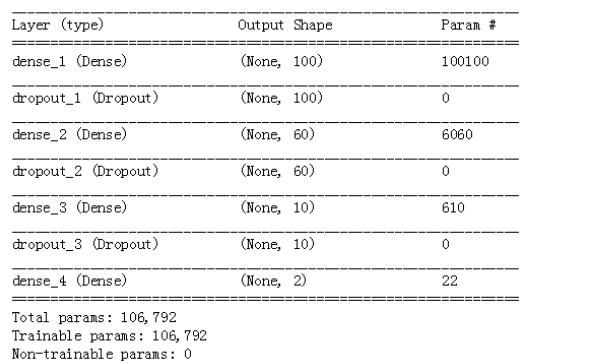 Layer (type) Output Shape Param #
dense_1 (Dense) (None, 100) 100100
dropout_1 (Dropout) (None, 100) 0
dense_2 (Dense) (None, 60) 6060
dropout_2 (Dropout) (None, 60) 0
dense_3 (Dense) (None, 10) 610
dropout_3 (Dropout) (None, 10) 0
dense_4 (Dense) (None, 2) 22
Total params: 106,792
Trainable params: 106,792
Non-trainable params: 0